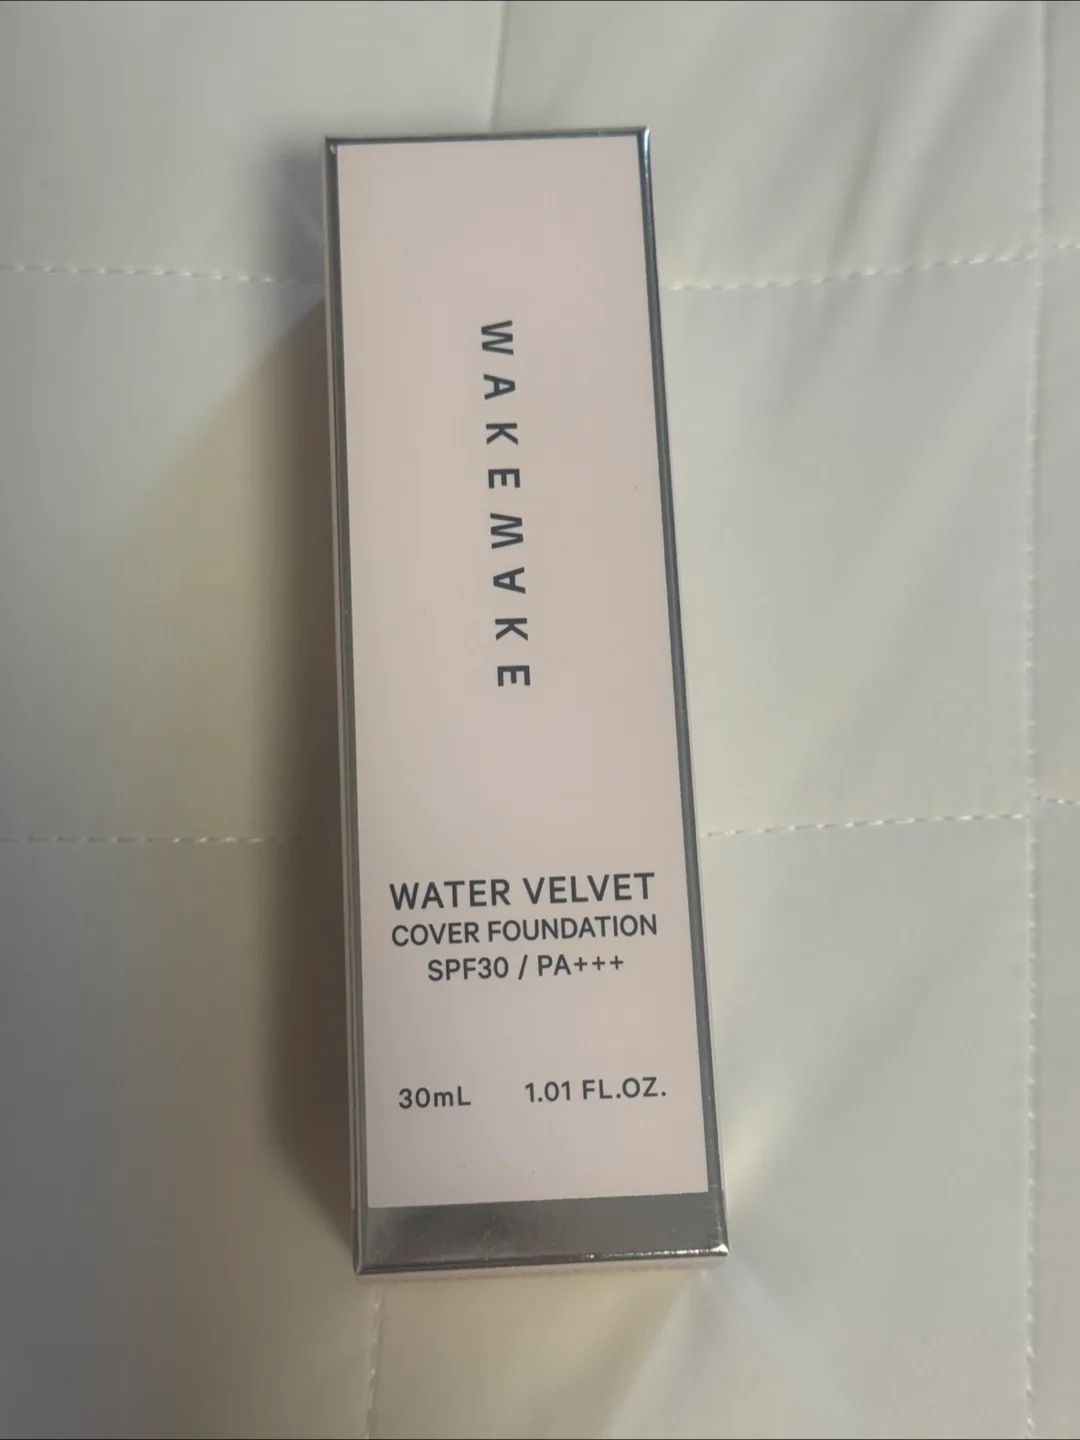 WAKEMAKE
WATER VELVET
COVER FOUNDATION
SPF30 / PA+++
30mL 1.01 FL.OZ.